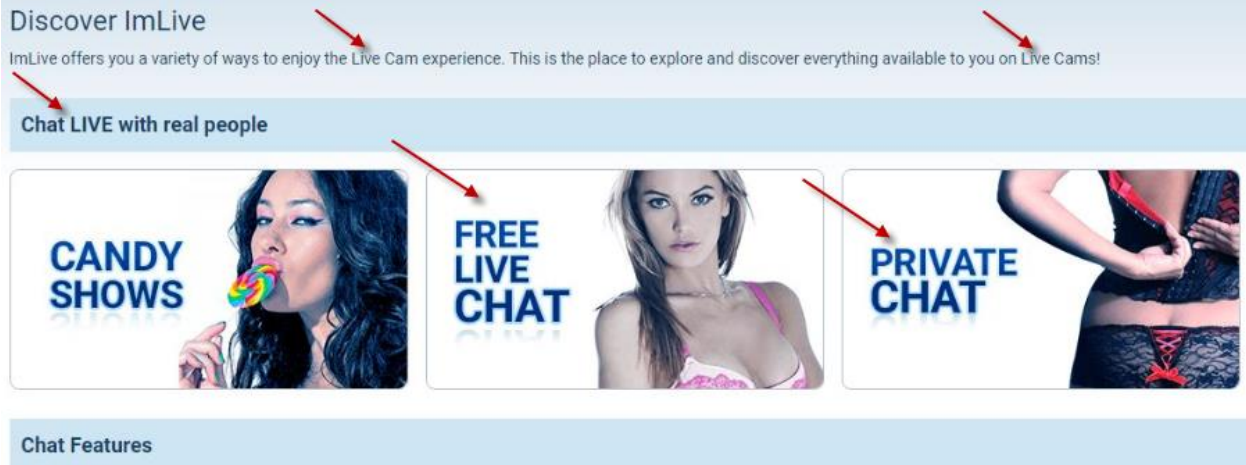 Discover ImLive
ImLive offers you a variety of ways to enjoy the Live Cam experience. This is the place to explore and discover everything available to you on Live Cams!
Chat LIVE with real people
CANDY
SHOWS
FREE
LIVE
CHAT
PRIVATE
CHAT
Chat Features